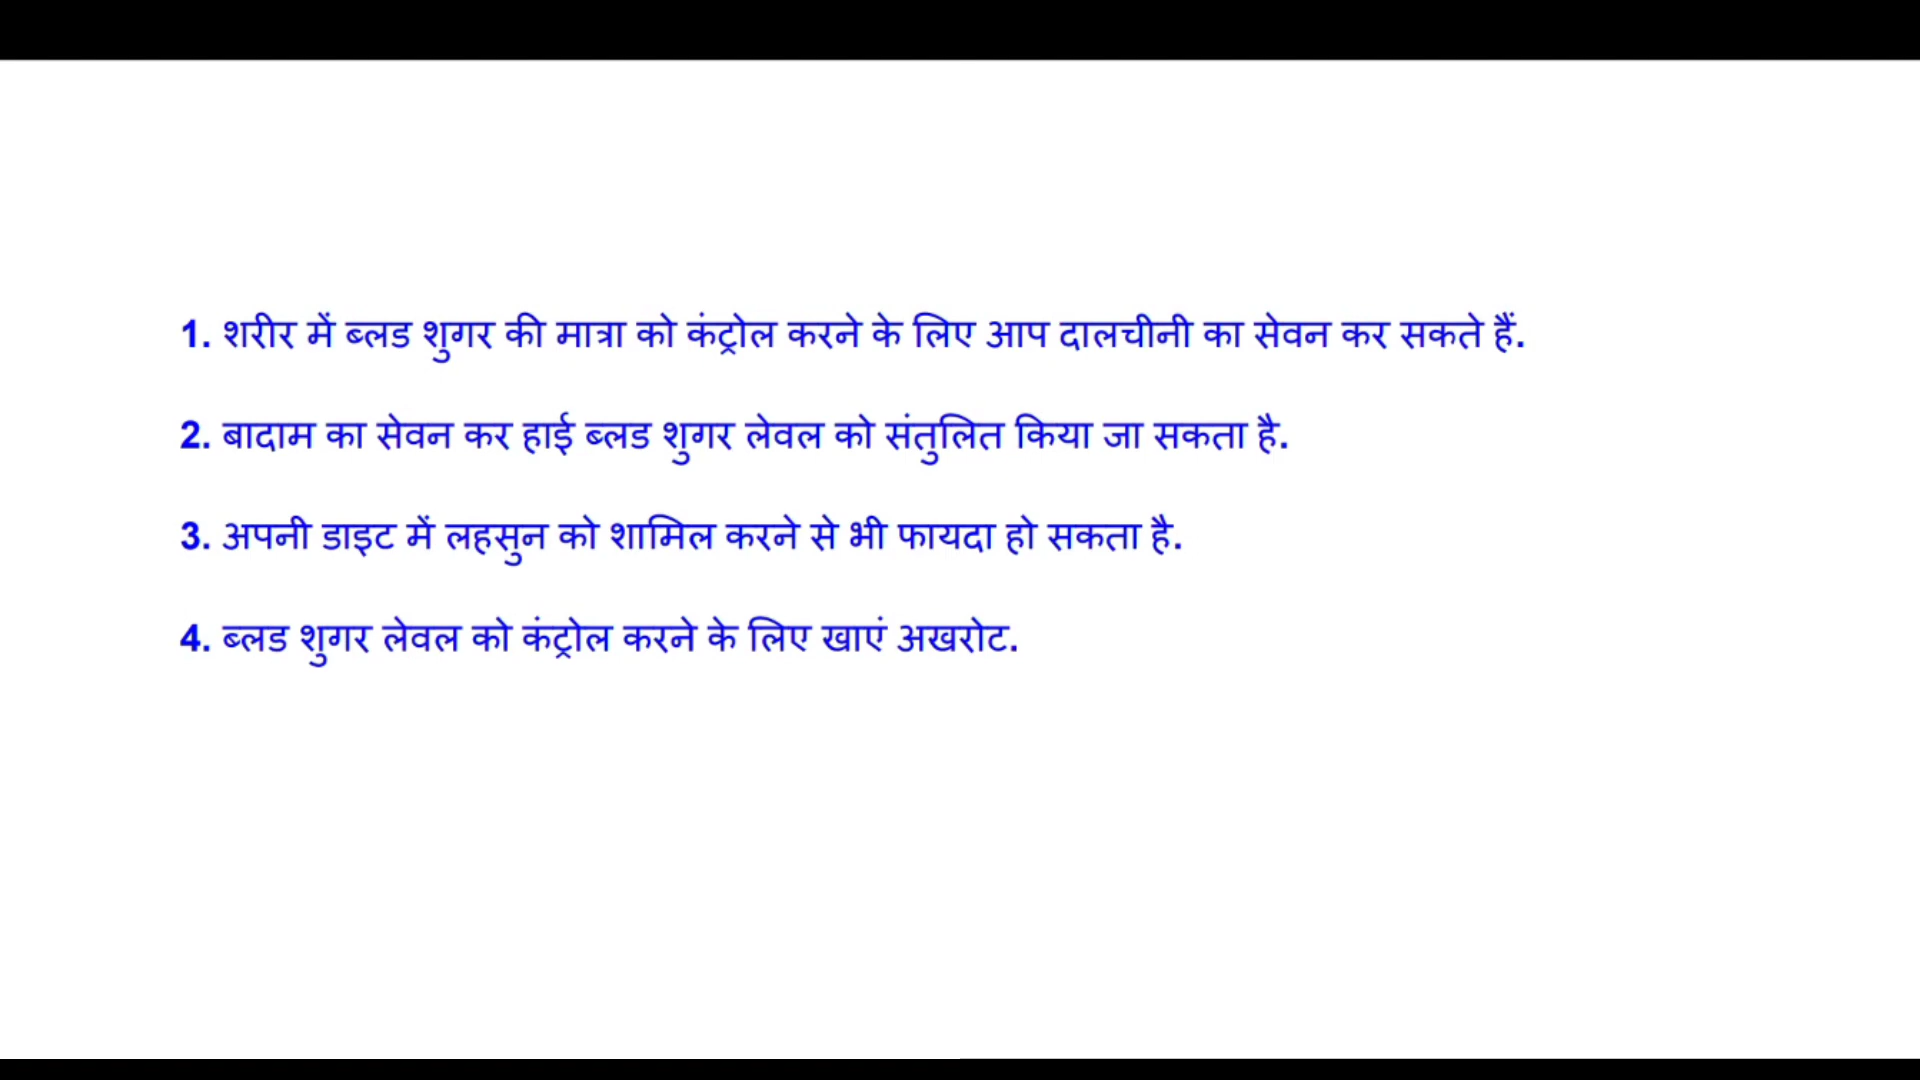 1. शरीर में ब्लड शुगर की मात्रा को कंट्रोल करने के लिए आप दालचीनी का सेवन कर सकते हैं.
2. बादाम का सेवन कर हाई ब्लड शुगर लेवल को संतुलित किया जा सकता है.
3. अपनी डाइट में लहसुन को शामिल करने से भी फायदा हो सकता है.
4. ब्लड शुगर लेवल को कंट्रोल करने के लिए खाएं अखरोट.